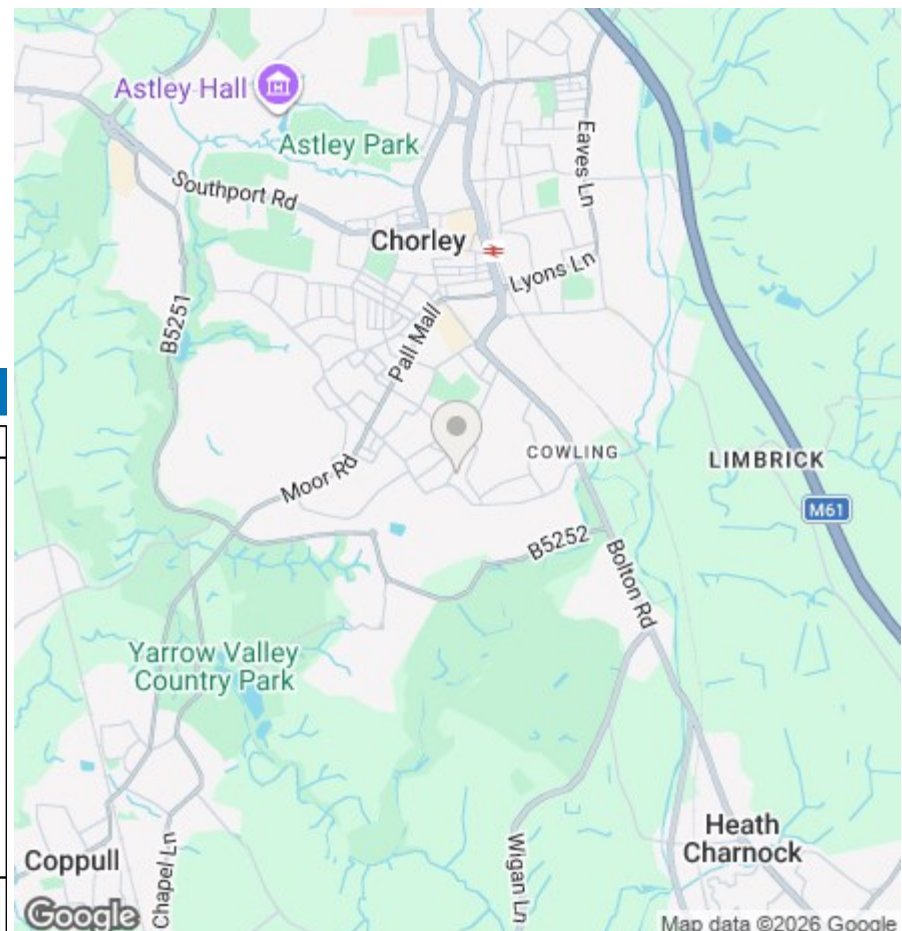 Astley Hall
Astley Park
Southport Rd
Eaves Ln
Chorley
Lyons Ln
B5251
Pall Mall
COWLING
LIMBRICK
Moor Rd
M61
B5252
Bolton Rd
Yarrow Valley
Country Park
Heath
Charnock
Wigan Ln
Coppull
Chapel Ln
Google
Map data ©2026 Google